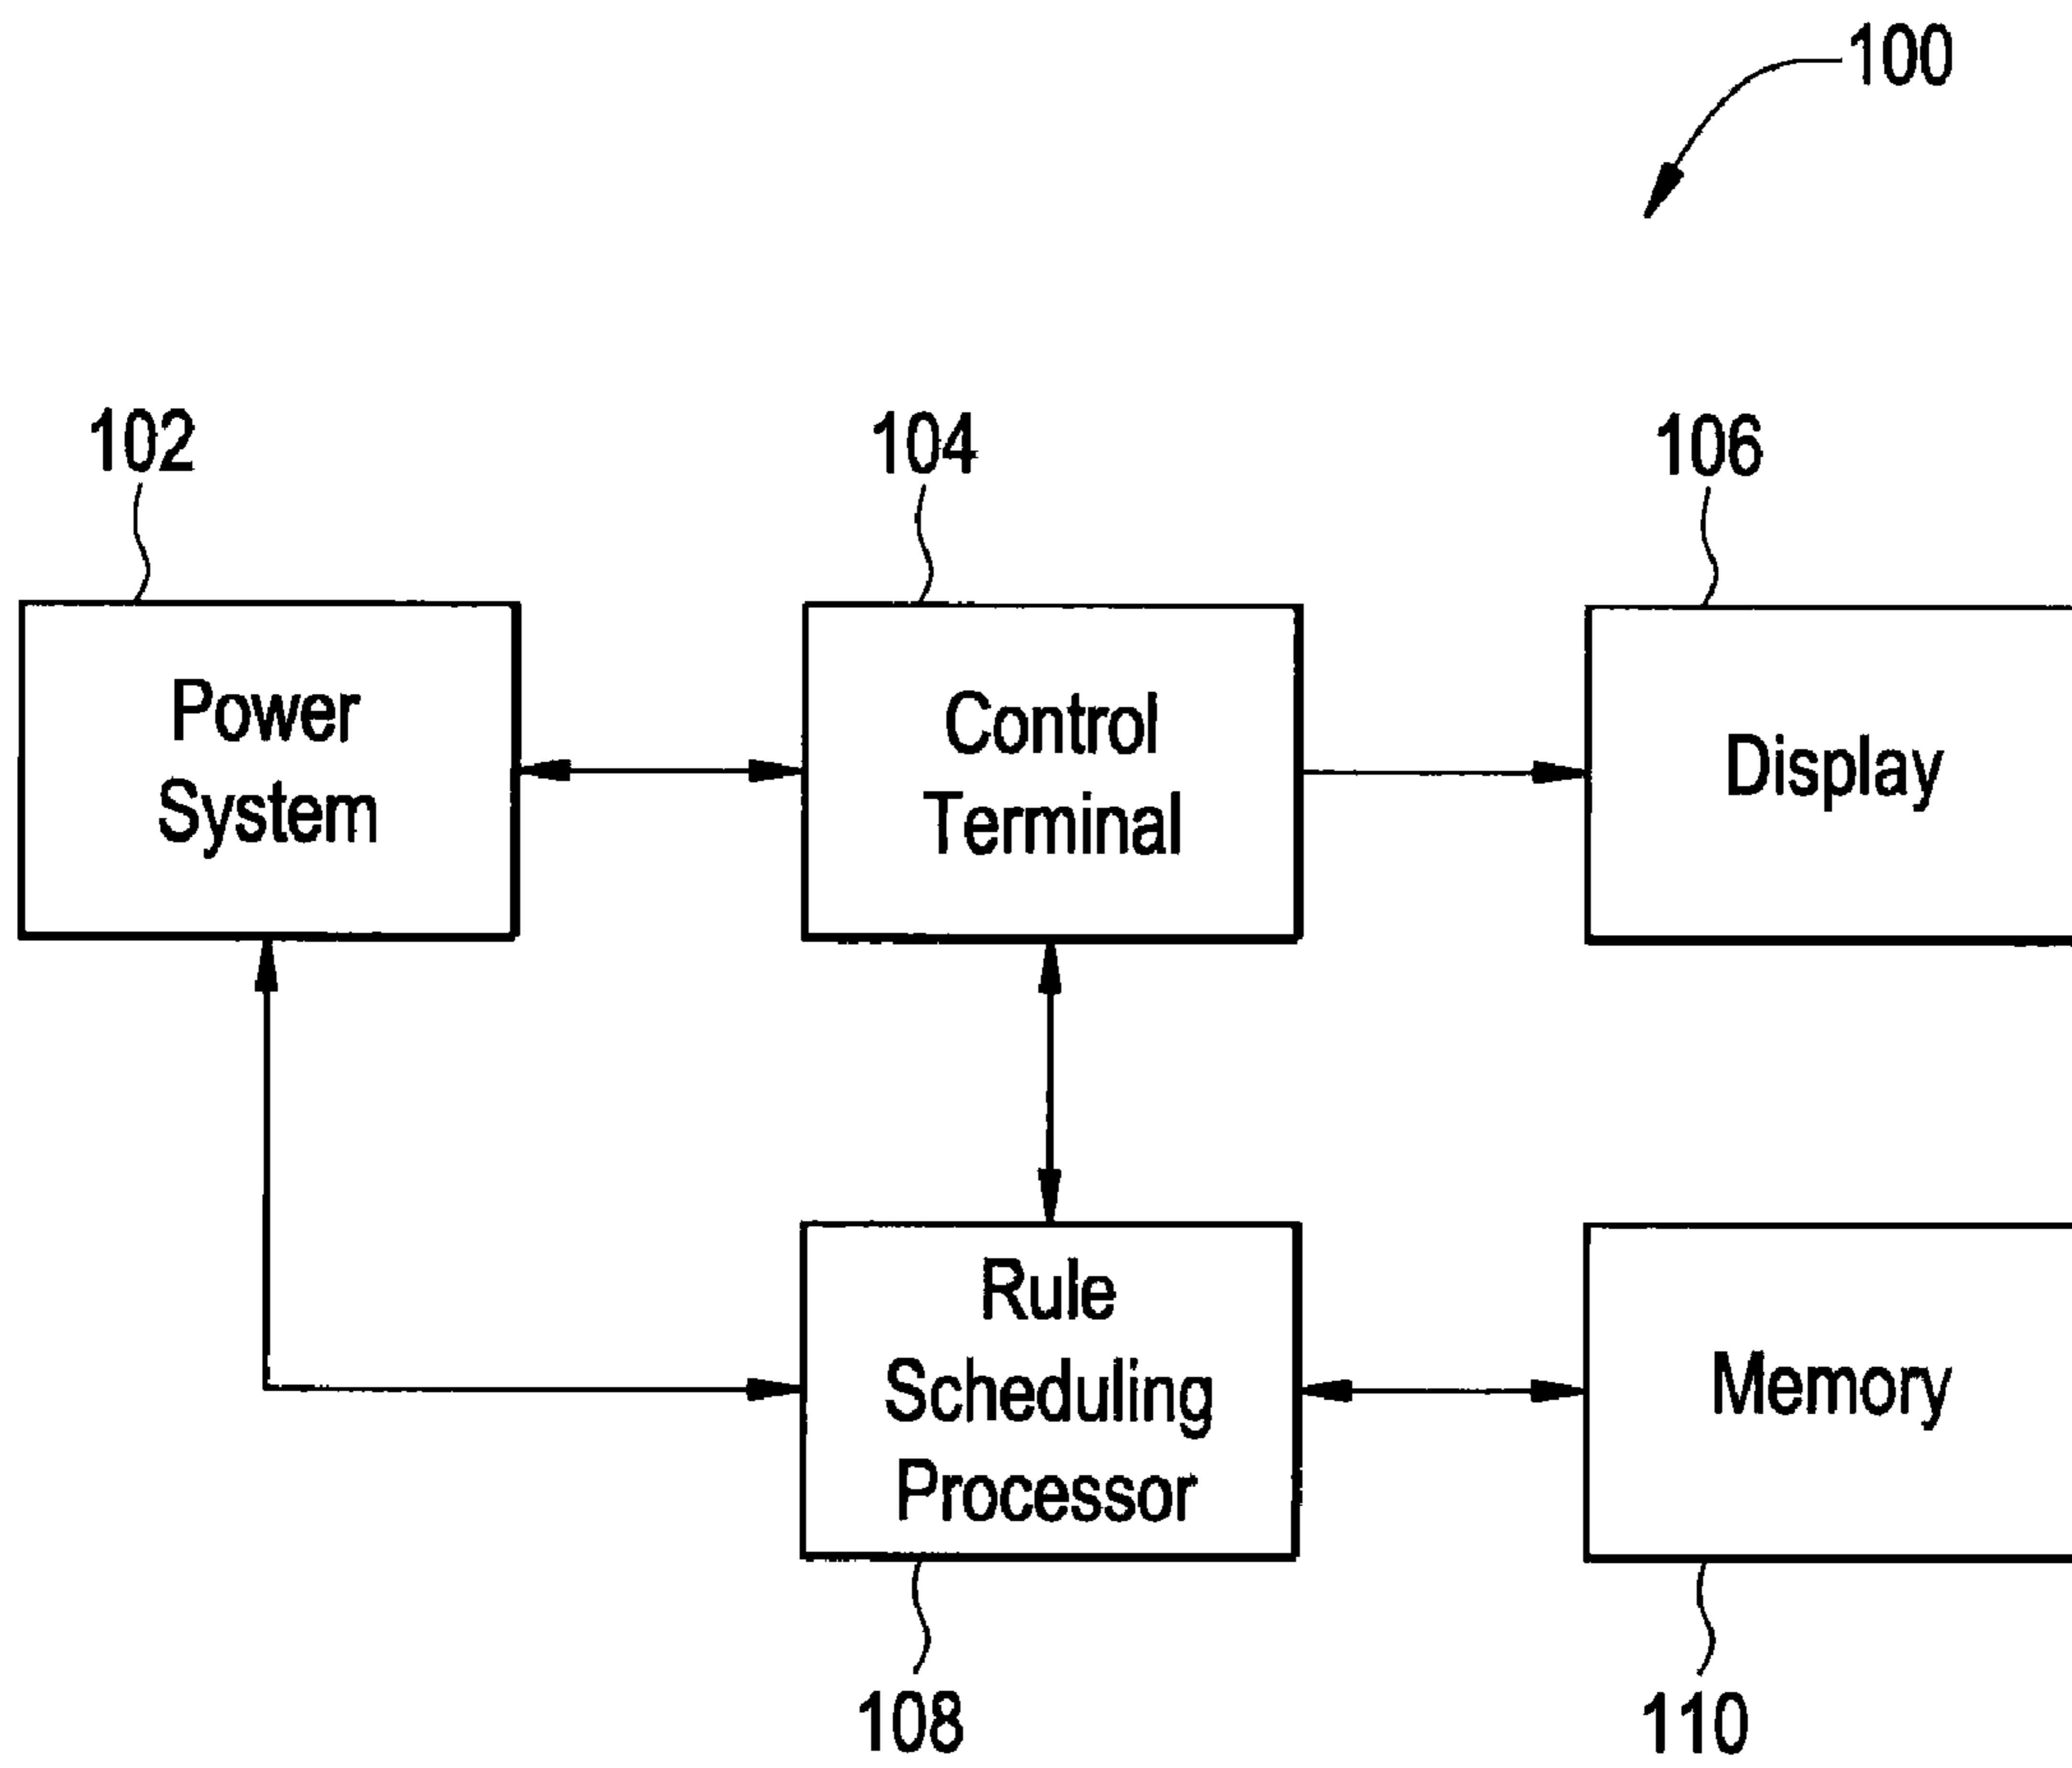 100
102
104
106
Power
System
Control
Terminal
Display
Rule
Scheduling
Processor
Memory
108
110